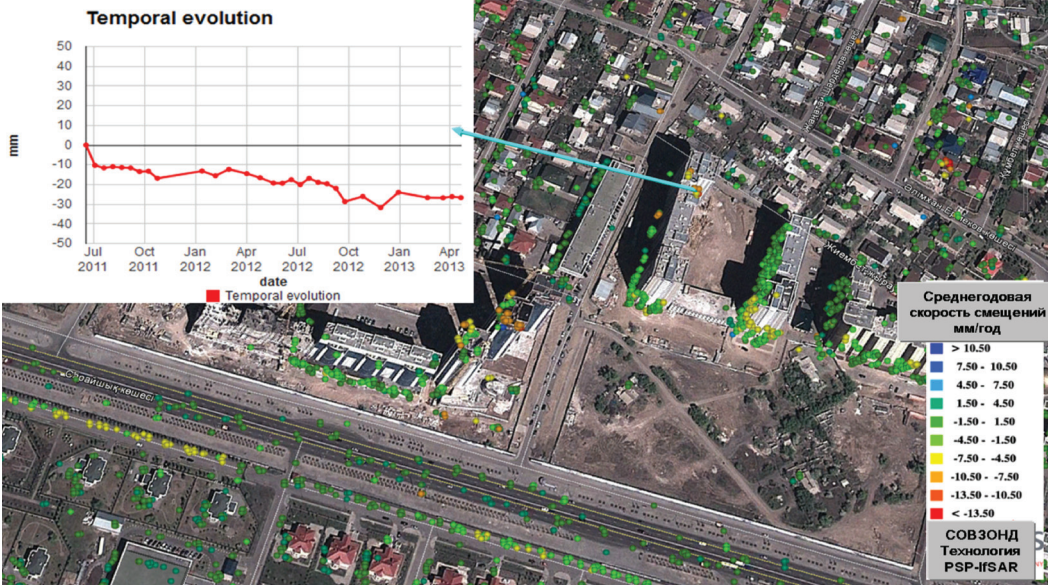 Temporal evolution
50
40
30
20
10
0
-10
-20
-30
-40
-50
mm
Jul Oct Jan Apr Jul Oct Jan Apr
2011 2011 2012 2012 2012 2012 2013 2013
date
Temporal evolution
Среднегодовая
скорость смещений
мм/год
> 10.50
7.50 - 10.50
4.50 - 7.50
1.50 - 4.50
-1.50 - 1.50
-4.50 - -1.50
-7.50 - -4.50
-10.50 - -7.50
-13.50 - -10.50
< -13.50
СОВЗОНД
Технология
PSP-IfSAR